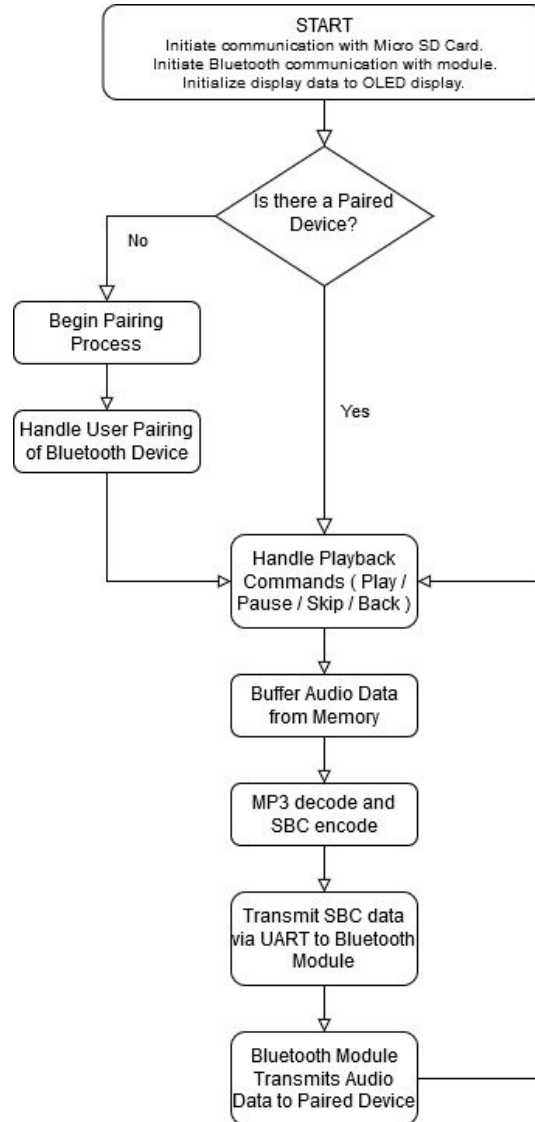 START
Initiate communication with Micro SD Card.
Initiate Bluetooth communication with module.
Initialize display data to OLED display.
Is there a Paired
Device?
No
Begin Pairing
Process
Handle User Pairing
of Bluetooth Device
Yes
Handle Playback
Commands ( Play /
Pause / Skip / Back )
Buffer Audio Data
from Memory
MP3 decode and
SBC encode
Transmit SBC data
via UART to Bluetooth
Module
Bluetooth Module
Transmits Audio
Data to Paired Device